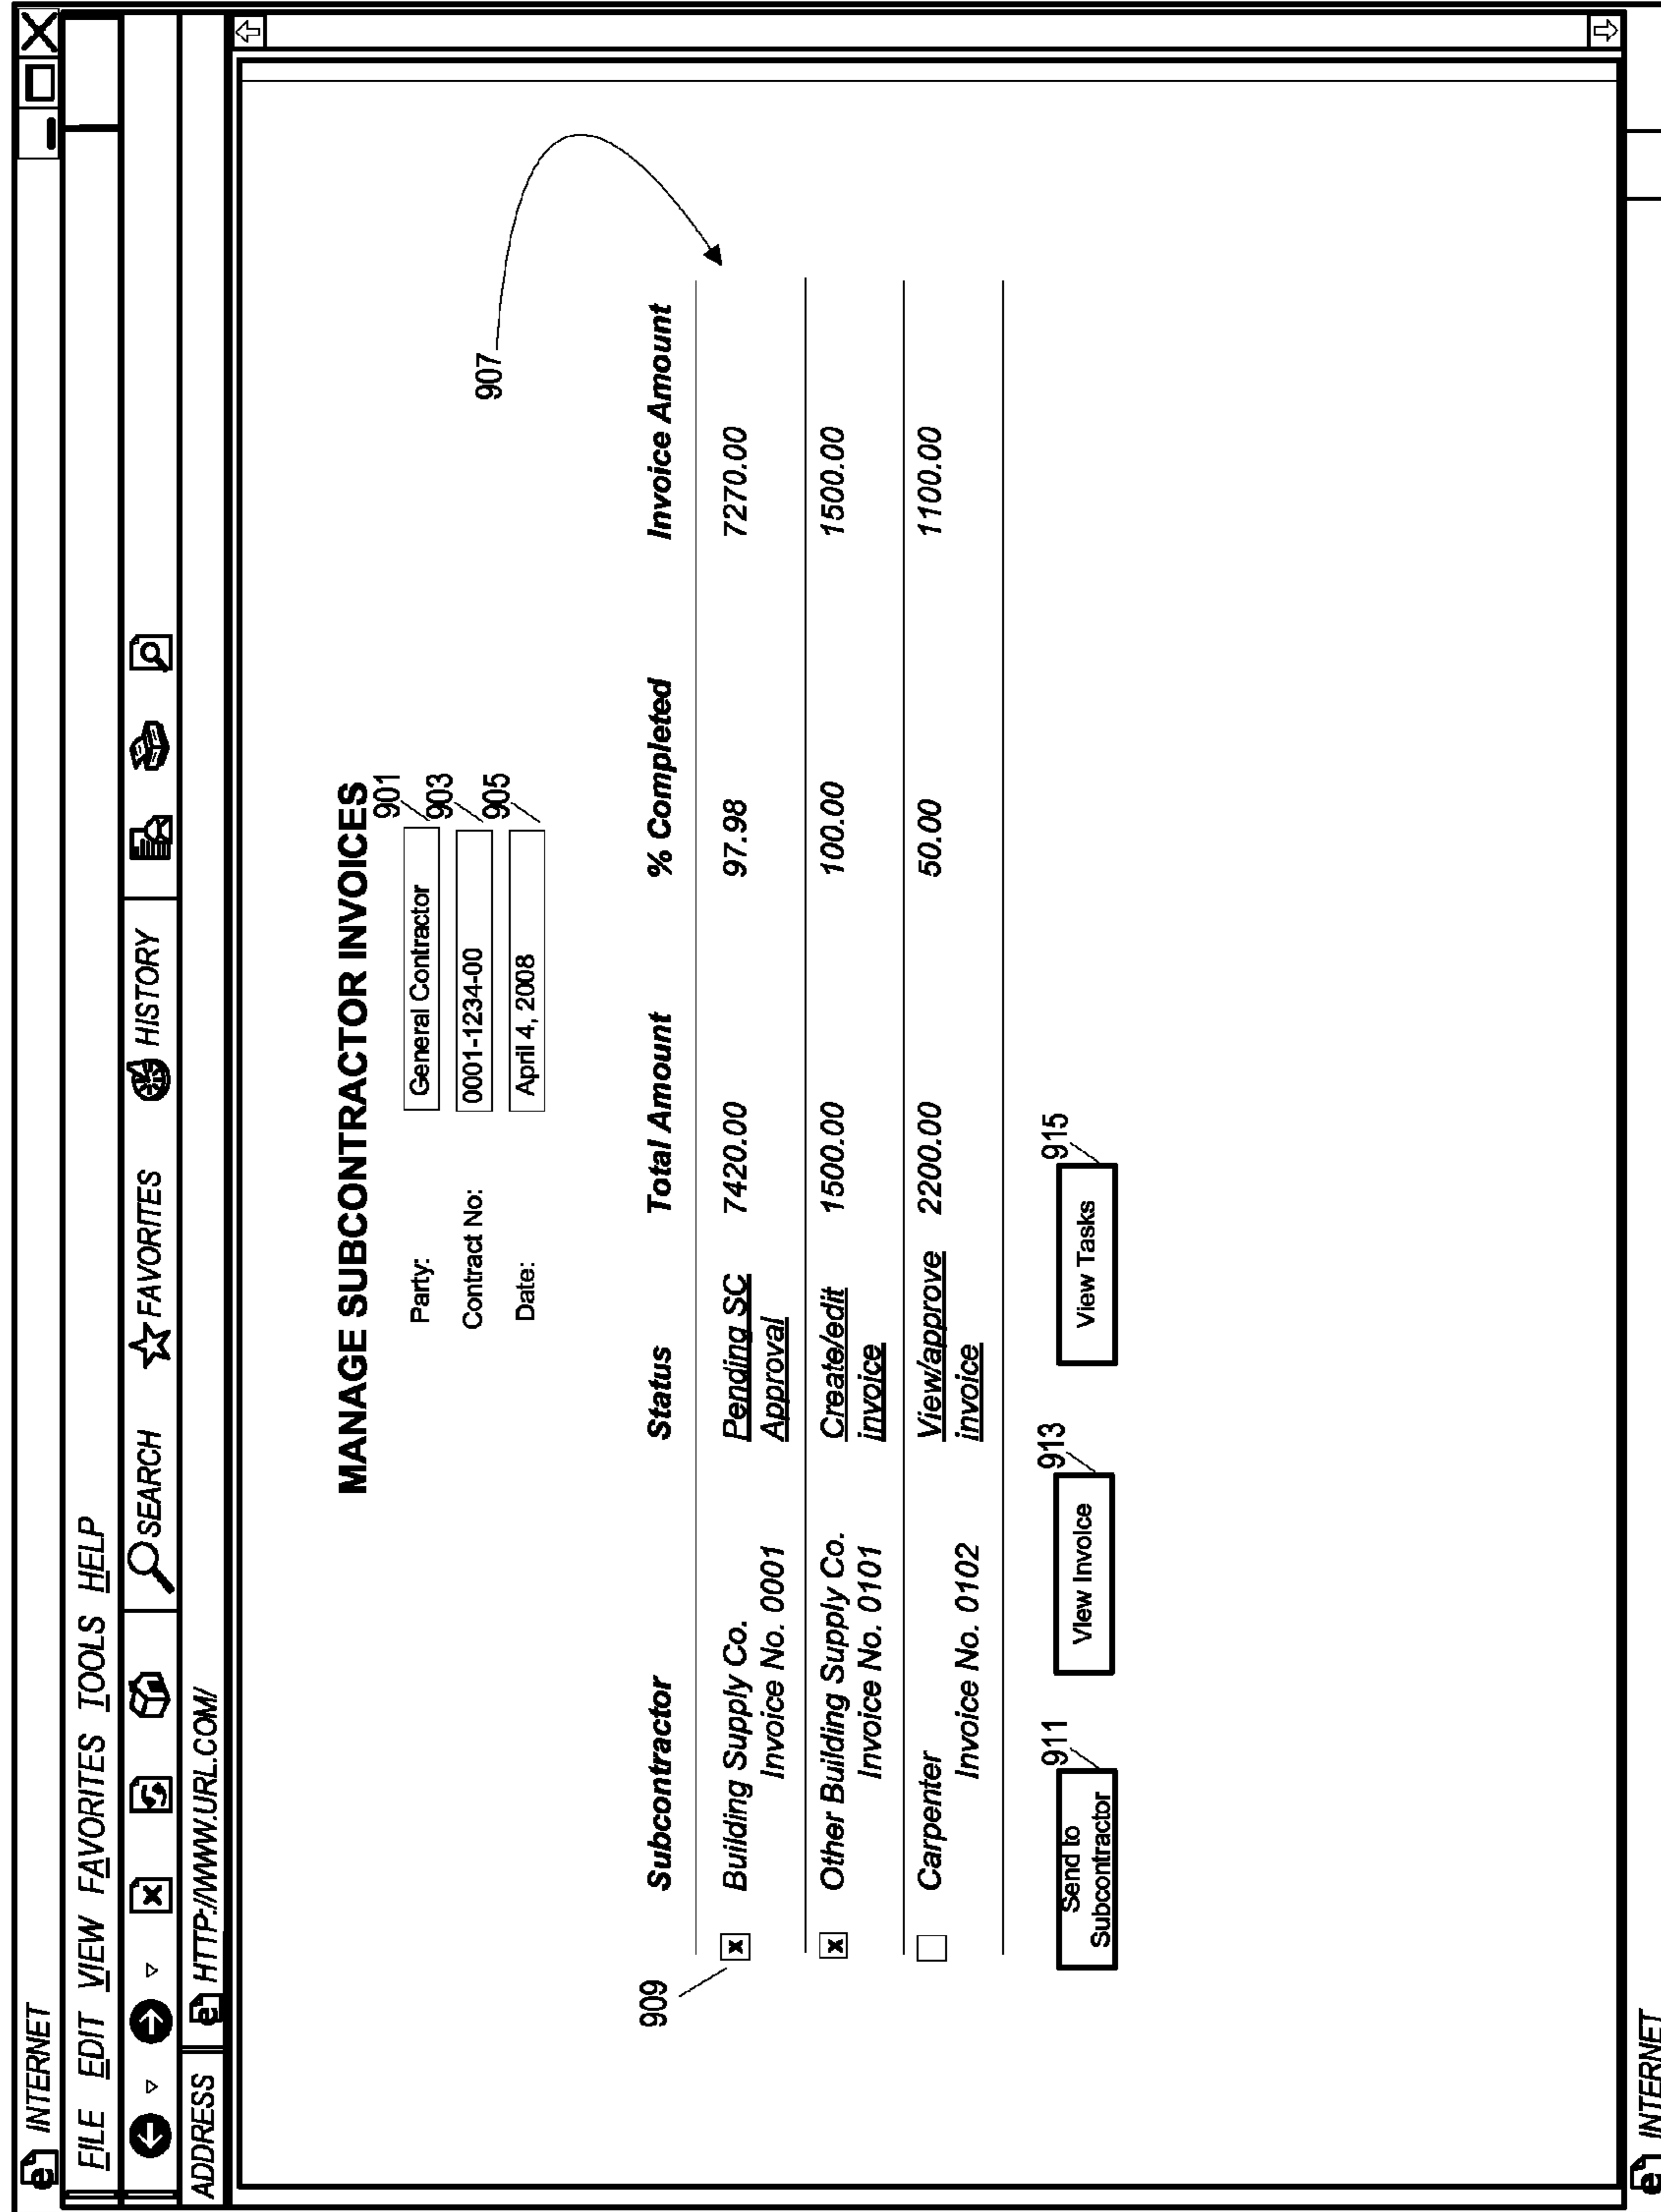 INTERNET
FILE EDIT VIEW FAVORITES TOOLS HELP
SEARCH FAVORITES HISTORY
ADDRESS HTTP://WWW.URL.COM/
MANAGE SUBCONTRACTOR INVOICES
901
Party: General Contractor
903
Contract No: 0001-1234-00
905
Date: April 4, 2008
907
Subcontractor Status Total Amount % Completed Invoice Amount
909
x Building Supply Co. Pending SC 7420.00 97.98 7270.00
Invoice No. 0001 Approval
x Other Building Supply Co. Create/edit 1500.00 100.00 1500.00
Invoice No. 0101 invoice
Carpenter View/approve 2200.00 50.00 1100.00
Invoice No. 0102 invoice
911 913 915
Send to
Subcontractor
View Invoice
View Tasks
INTERNET